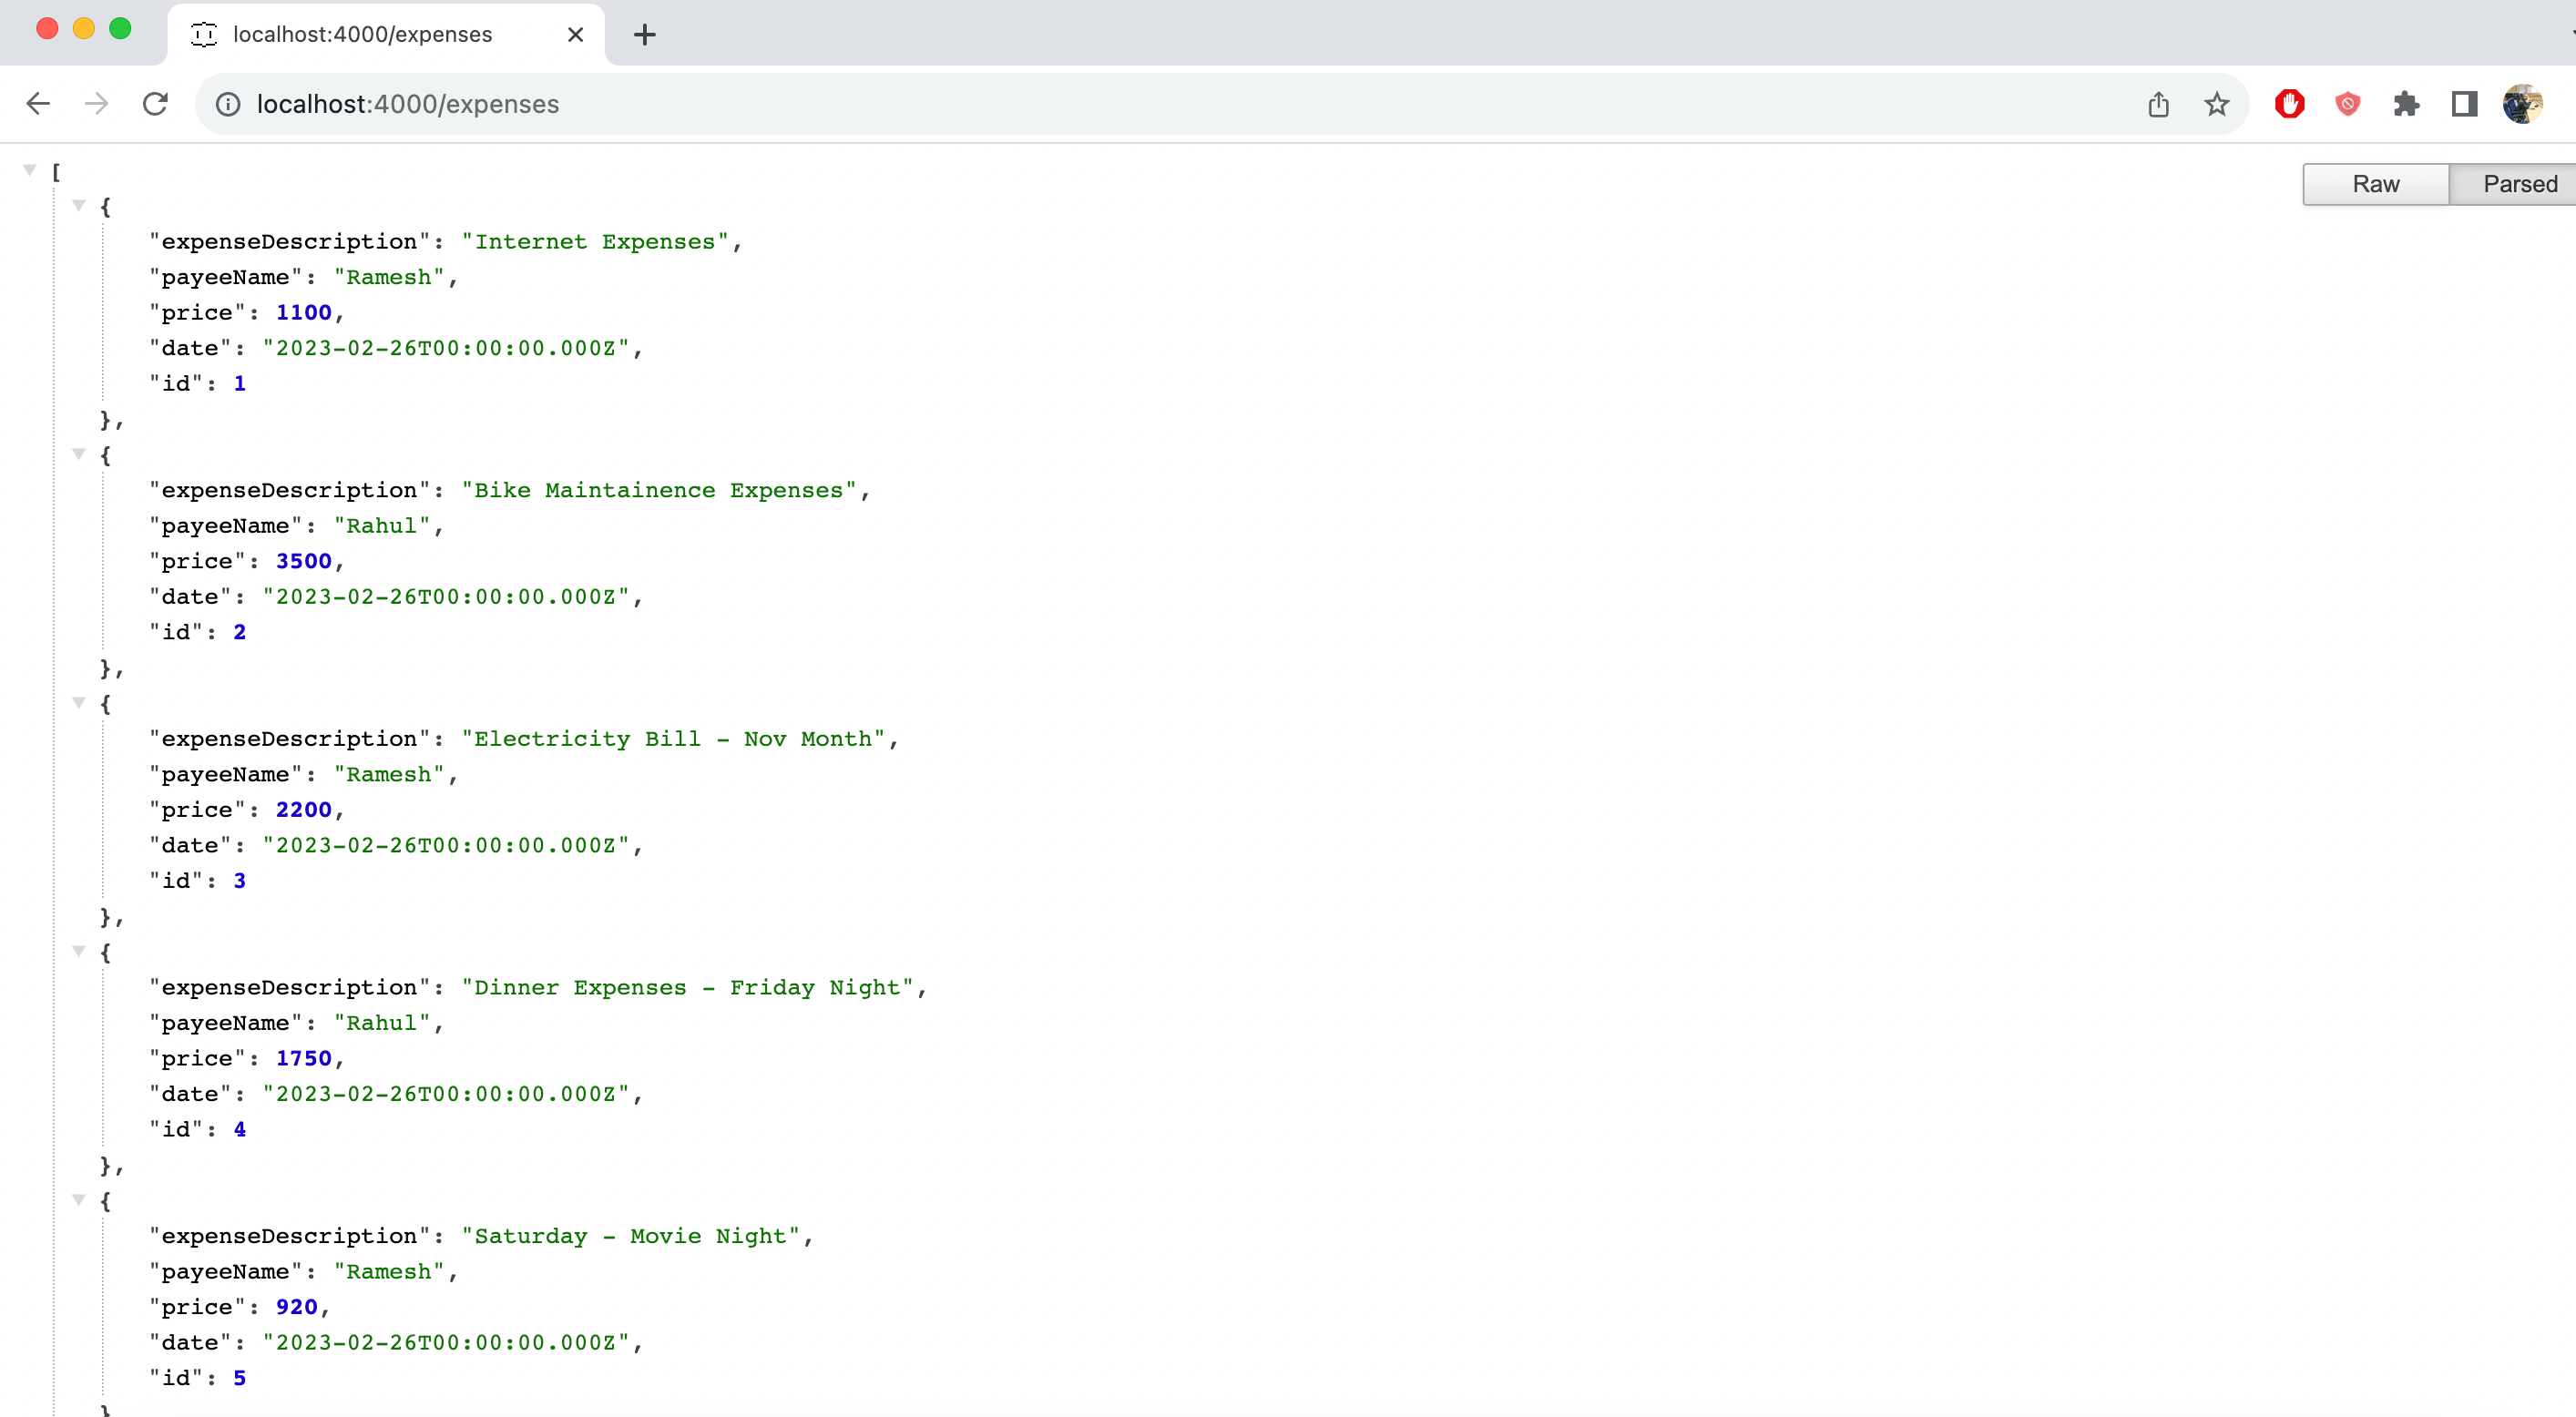 localhost:4000/expenses
localhost:4000/expenses
Raw Parsed
[
{
"expenseDescription": "Internet Expenses",
"payeeName": "Ramesh",
"price": 1100,
"date": "2023-02-26T00:00:00.000Z",
"id": 1
},
{
"expenseDescription": "Bike Maintainence Expenses",
"payeeName": "Rahul",
"price": 3500,
"date": "2023-02-26T00:00:00.000Z",
"id": 2
},
{
"expenseDescription": "Electricity Bill - Nov Month",
"payeeName": "Ramesh",
"price": 2200,
"date": "2023-02-26T00:00:00.000Z",
"id": 3
},
{
"expenseDescription": "Dinner Expenses - Friday Night",
"payeeName": "Rahul",
"price": 1750,
"date": "2023-02-26T00:00:00.000Z",
"id": 4
},
{
"expenseDescription": "Saturday - Movie Night",
"payeeName": "Ramesh",
"price": 920,
"date": "2023-02-26T00:00:00.000Z",
"id": 5
}